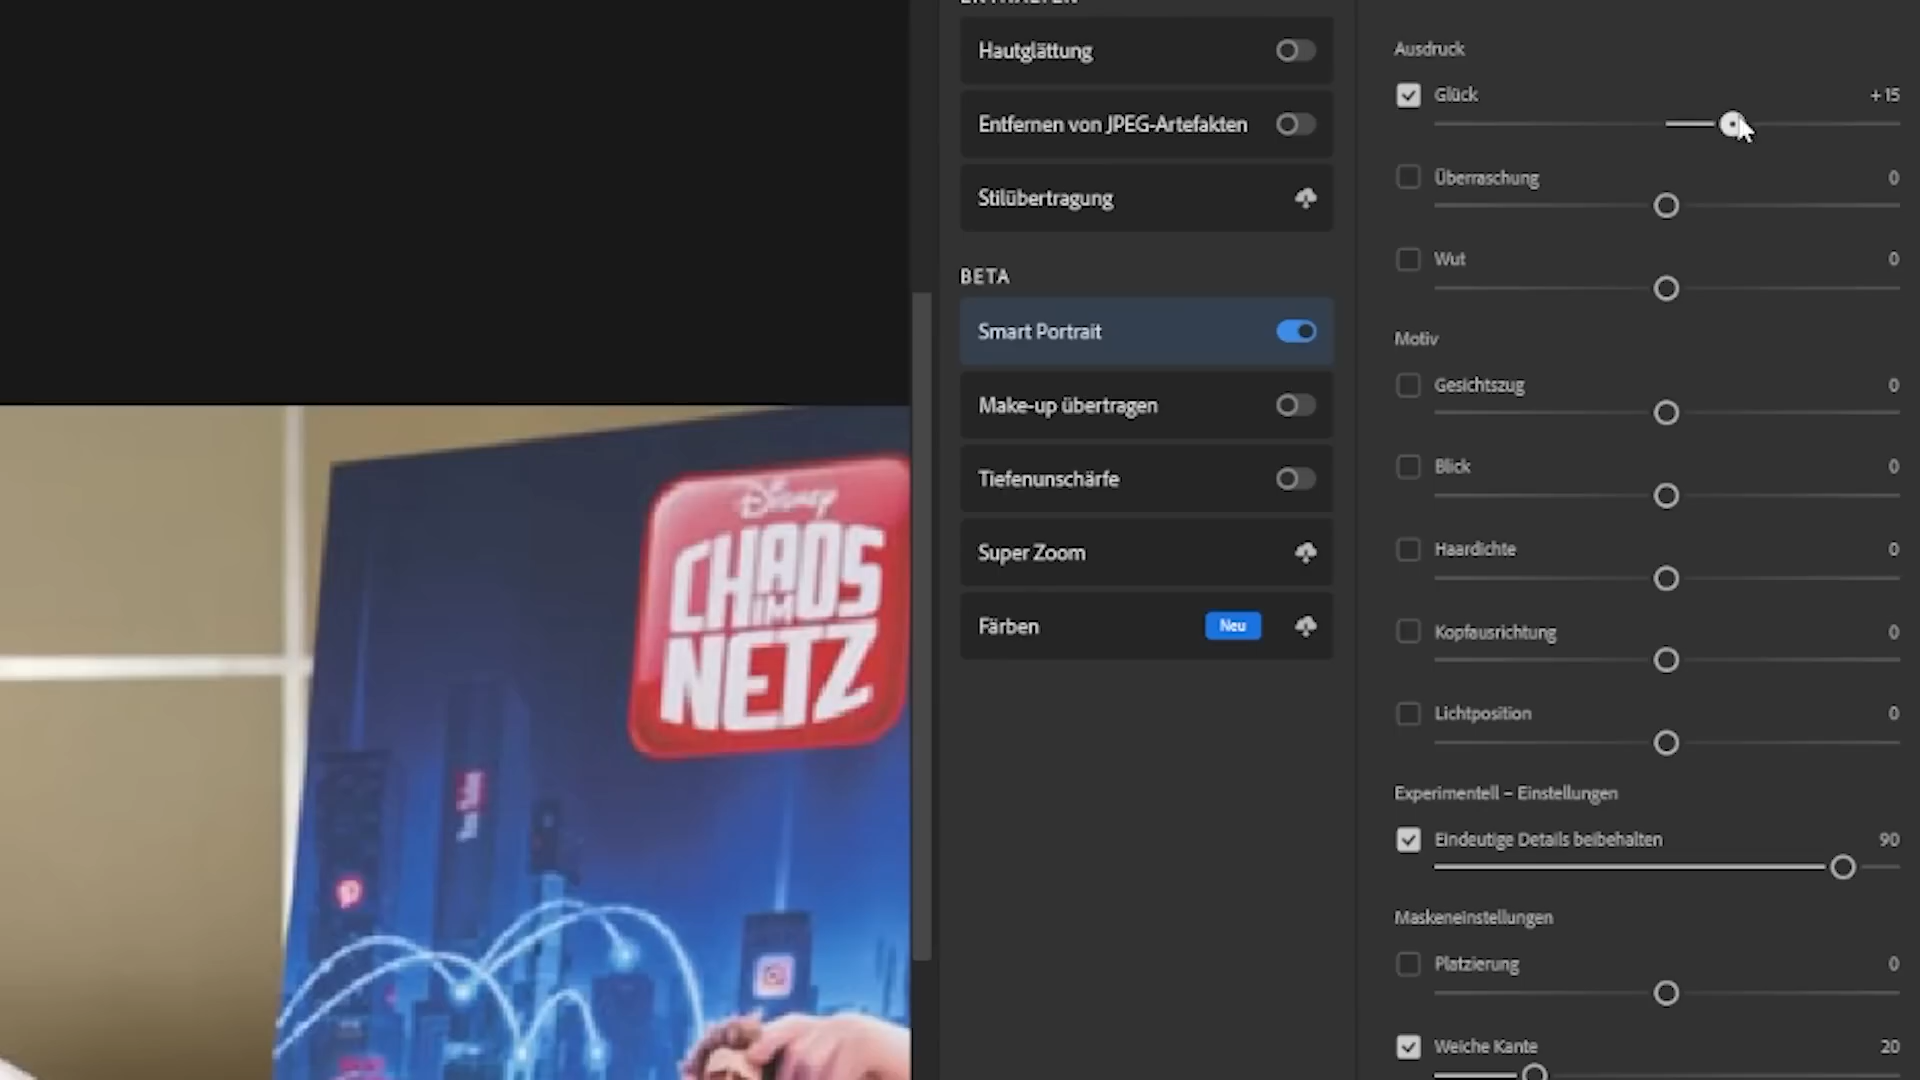 Hautglättung
Entfernen von JPEG-Artefakten
Stilübertragung
BETA
Smart Portrait
Make-up übertragen
Tiefenunschärfe
Super Zoom
Färben
Neu
Ausdruck
Glück
+15
Überraschung
0
Wut
0
Motiv
Gesichtszug
0
Blick
0
Haardichte
0
Kopfausrichtung
0
Lichtposition
0
Experimentell – Einstellungen
Eindeutige Details beibehalten
90
Maskeneinstellungen
Platzierung
0
Weiche Kante
20
Disney
CHAOS
IM
NETZ
YouTube